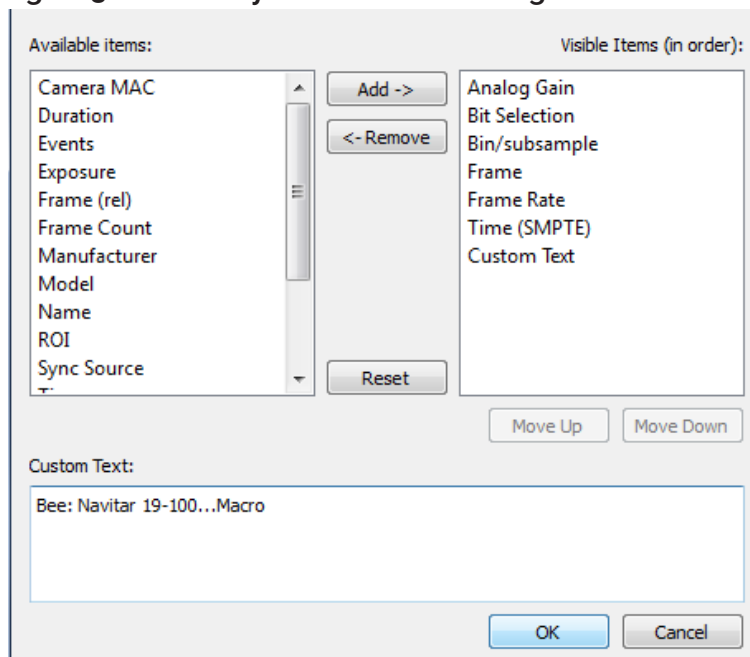 Available items:
Visible Items (in order):
Camera MAC
Duration
Events
Exposure
Frame (rel)
Frame Count
Manufacturer
Model
Name
ROI
Sync Source
Add ->
<- Remove
Reset
Analog Gain
Bit Selection
Bin/subsample
Frame
Frame Rate
Time (SMPTE)
Custom Text
Move Up
Move Down
Custom Text:
Bee: Navitar 19-100...Macro
OK
Cancel